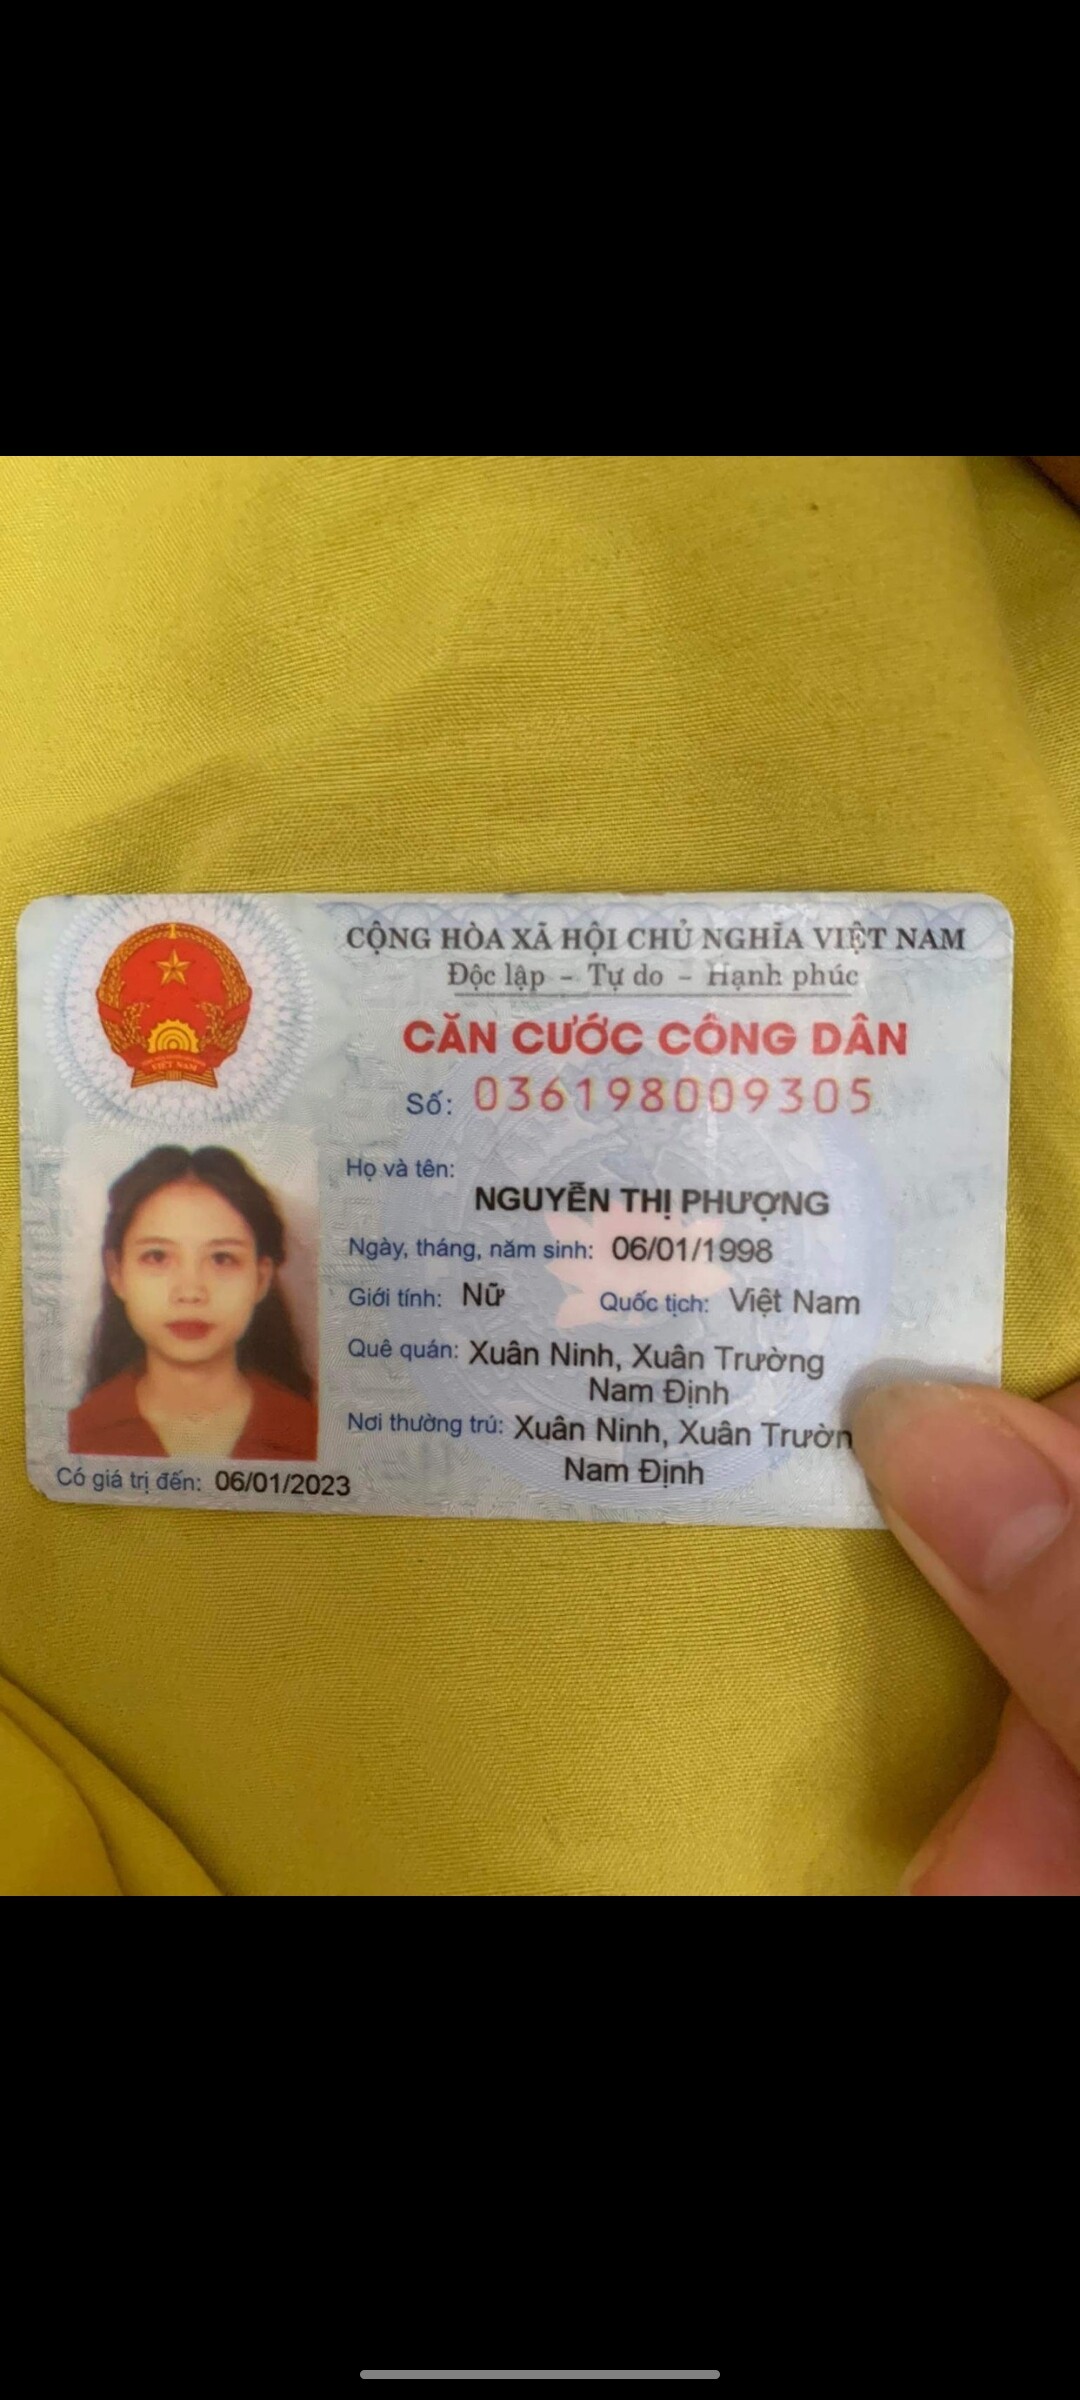 CỘNG HÒA XÃ HỘI CHỦ NGHĨA VIỆT NAM
Độc lập - Tự do - Hạnh phúc
CĂN CƯỚC CÔNG DÂN
Số: 036198009305
VIỆT NAM
Họ và tên:
NGUYỄN THỊ PHƯỢNG
Ngày, tháng, năm sinh: 06/01/1998
Giới tính: Nữ Quốc tịch: Việt Nam
Quê quán: Xuân Ninh, Xuân Trường
Nam Định
Nơi thường trú: Xuân Ninh, Xuân Trườn
Nam Định
Có giá trị đến: 06/01/2023